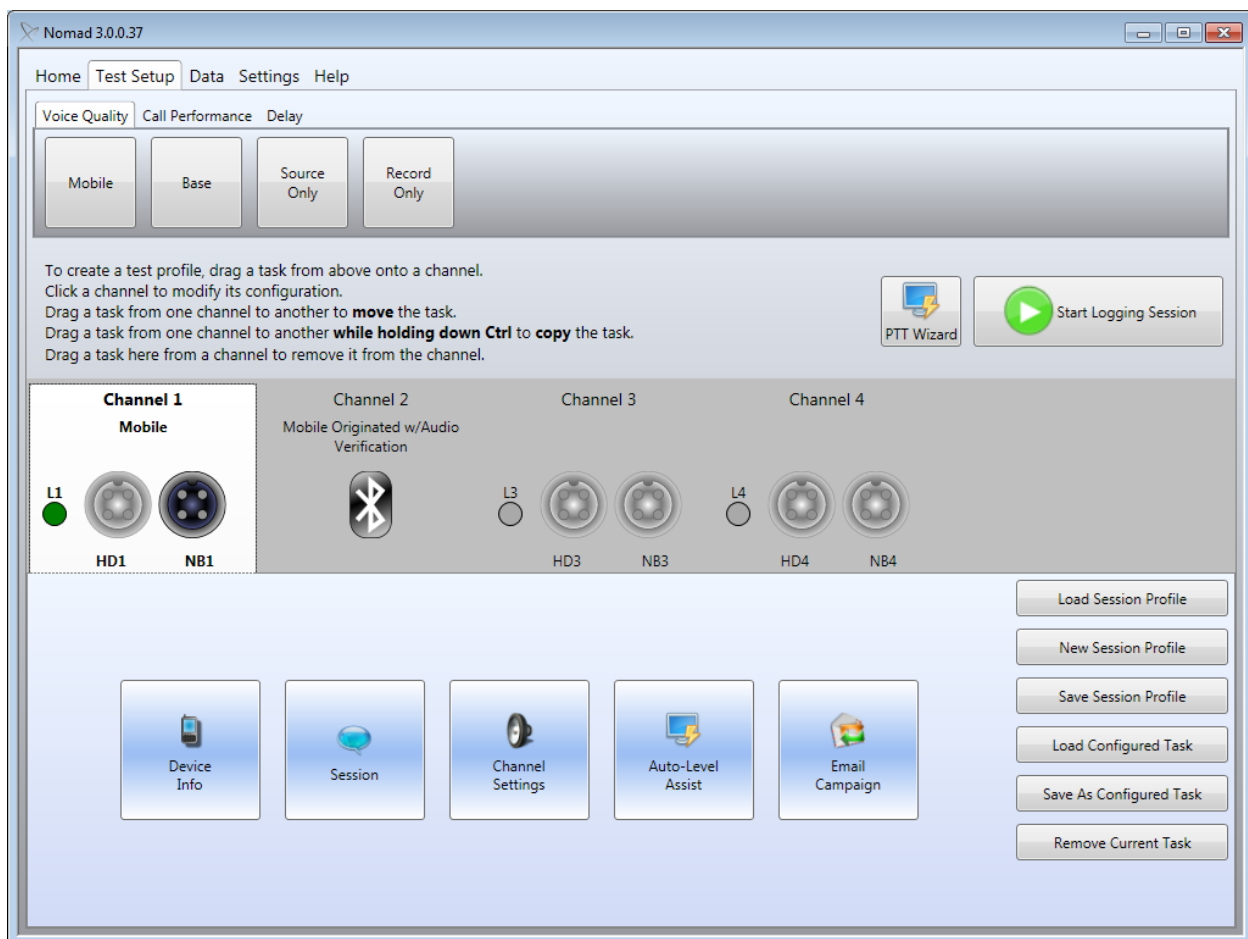 Nomad 3.0.0.37
Home Test Setup Data Settings Help
Voice Quality Call Performance Delay
Mobile
Base
Source
Only
Record
Only
To create a test profile, drag a task from above onto a channel.
Click a channel to modify its configuration.
Drag a task from one channel to another to move the task.
Drag a task from one channel to another while holding down Ctrl to copy the task.
Drag a task here from a channel to remove it from the channel.
PTT Wizard
Start Logging Session
Channel 1
Mobile
L1
HD1 NB1
Channel 2
Mobile Originated w/Audio
Verification
Channel 3
L3
HD3 NB3
Channel 4
L4
HD4 NB4
Device
Info
Session
Channel
Settings
Auto-Level
Assist
Email
Campaign
Load Session Profile
New Session Profile
Save Session Profile
Load Configured Task
Save As Configured Task
Remove Current Task